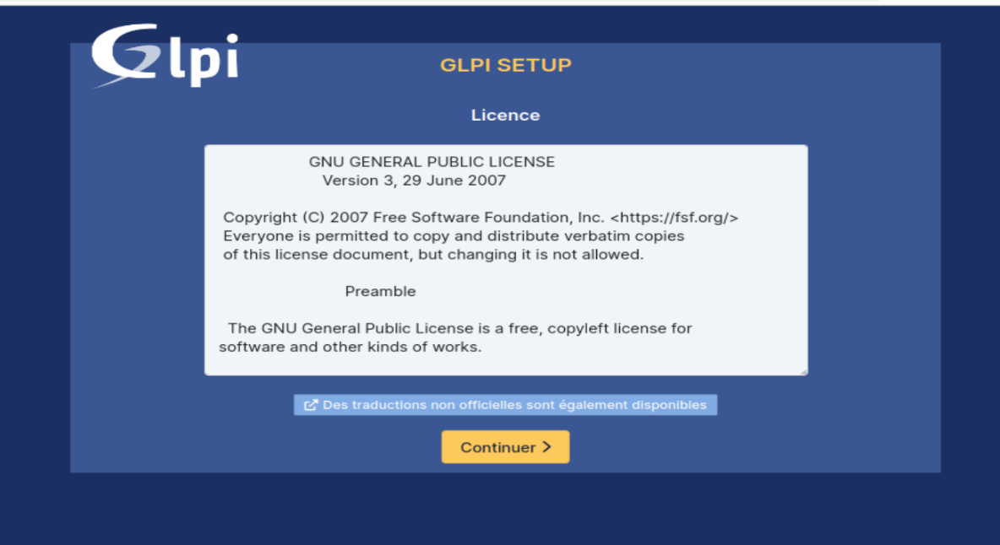 Glpi
GLPI SETUP
Licence
GNU GENERAL PUBLIC LICENSE
Version 3, 29 June 2007
Copyright (C) 2007 Free Software Foundation, Inc. <https://fsf.org/>
Everyone is permitted to copy and distribute verbatim copies
of this license document, but changing it is not allowed.
Preamble
The GNU General Public License is a free, copyleft license for
software and other kinds of works.
Des traductions non officielles sont également disponibles
Continuer >